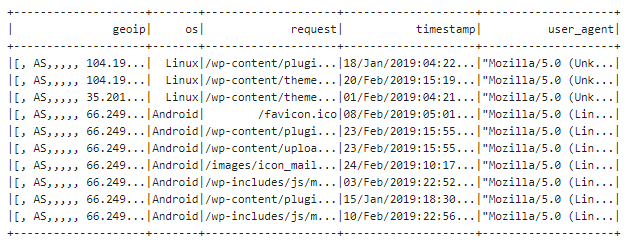 +--------------------+-------+--------------------+--------------------+--------------------+
|               geoip|     os|             request|           timestamp|          user_agent|
+--------------------+-------+--------------------+--------------------+--------------------+
|[, AS,,,,, 104.19...|  Linux|/wp-content/plugi...|18/Jan/2019:04:22...|"Mozilla/5.0 (Unk...|
|[, AS,,,,, 104.19...|  Linux|/wp-content/theme...|20/Feb/2019:15:19...|"Mozilla/5.0 (Unk...|
|[, AS,,,,, 35.201...|  Linux|/wp-content/theme...|01/Feb/2019:04:21...|"Mozilla/5.0 (Unk...|
|[, AS,,,,, 66.249...|Android|        /favicon.ico|08/Feb/2019:05:01...|"Mozilla/5.0 (Lin...|
|[, AS,,,,, 66.249...|Android|/wp-content/plugi...|23/Feb/2019:15:55...|"Mozilla/5.0 (Lin...|
|[, AS,,,,, 66.249...|Android|/wp-content/uploa...|23/Feb/2019:15:55...|"Mozilla/5.0 (Lin...|
|[, AS,,,,, 66.249...|Android|/images/icon_mail...|24/Feb/2019:10:17...|"Mozilla/5.0 (Lin...|
|[, AS,,,,, 66.249...|Android|/wp-includes/js/m...|03/Feb/2019:22:52...|"Mozilla/5.0 (Lin...|
|[, AS,,,,, 66.249...|Android|/wp-content/plugi...|15/Jan/2019:18:30...|"Mozilla/5.0 (Lin...|
|[, AS,,,,, 66.249...|Android|/wp-includes/js/m...|10/Feb/2019:22:56...|"Mozilla/5.0 (Lin...|
+--------------------+-------+--------------------+--------------------+--------------------+